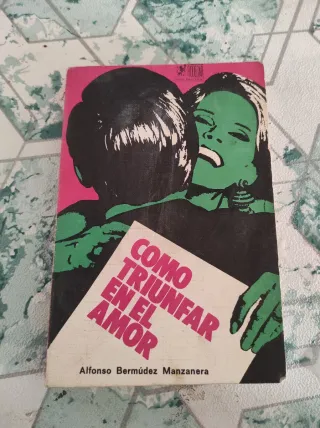 COMO
TRIUNFAR
EN EL
AMOR
Alfonso Bermúdez Manzanera